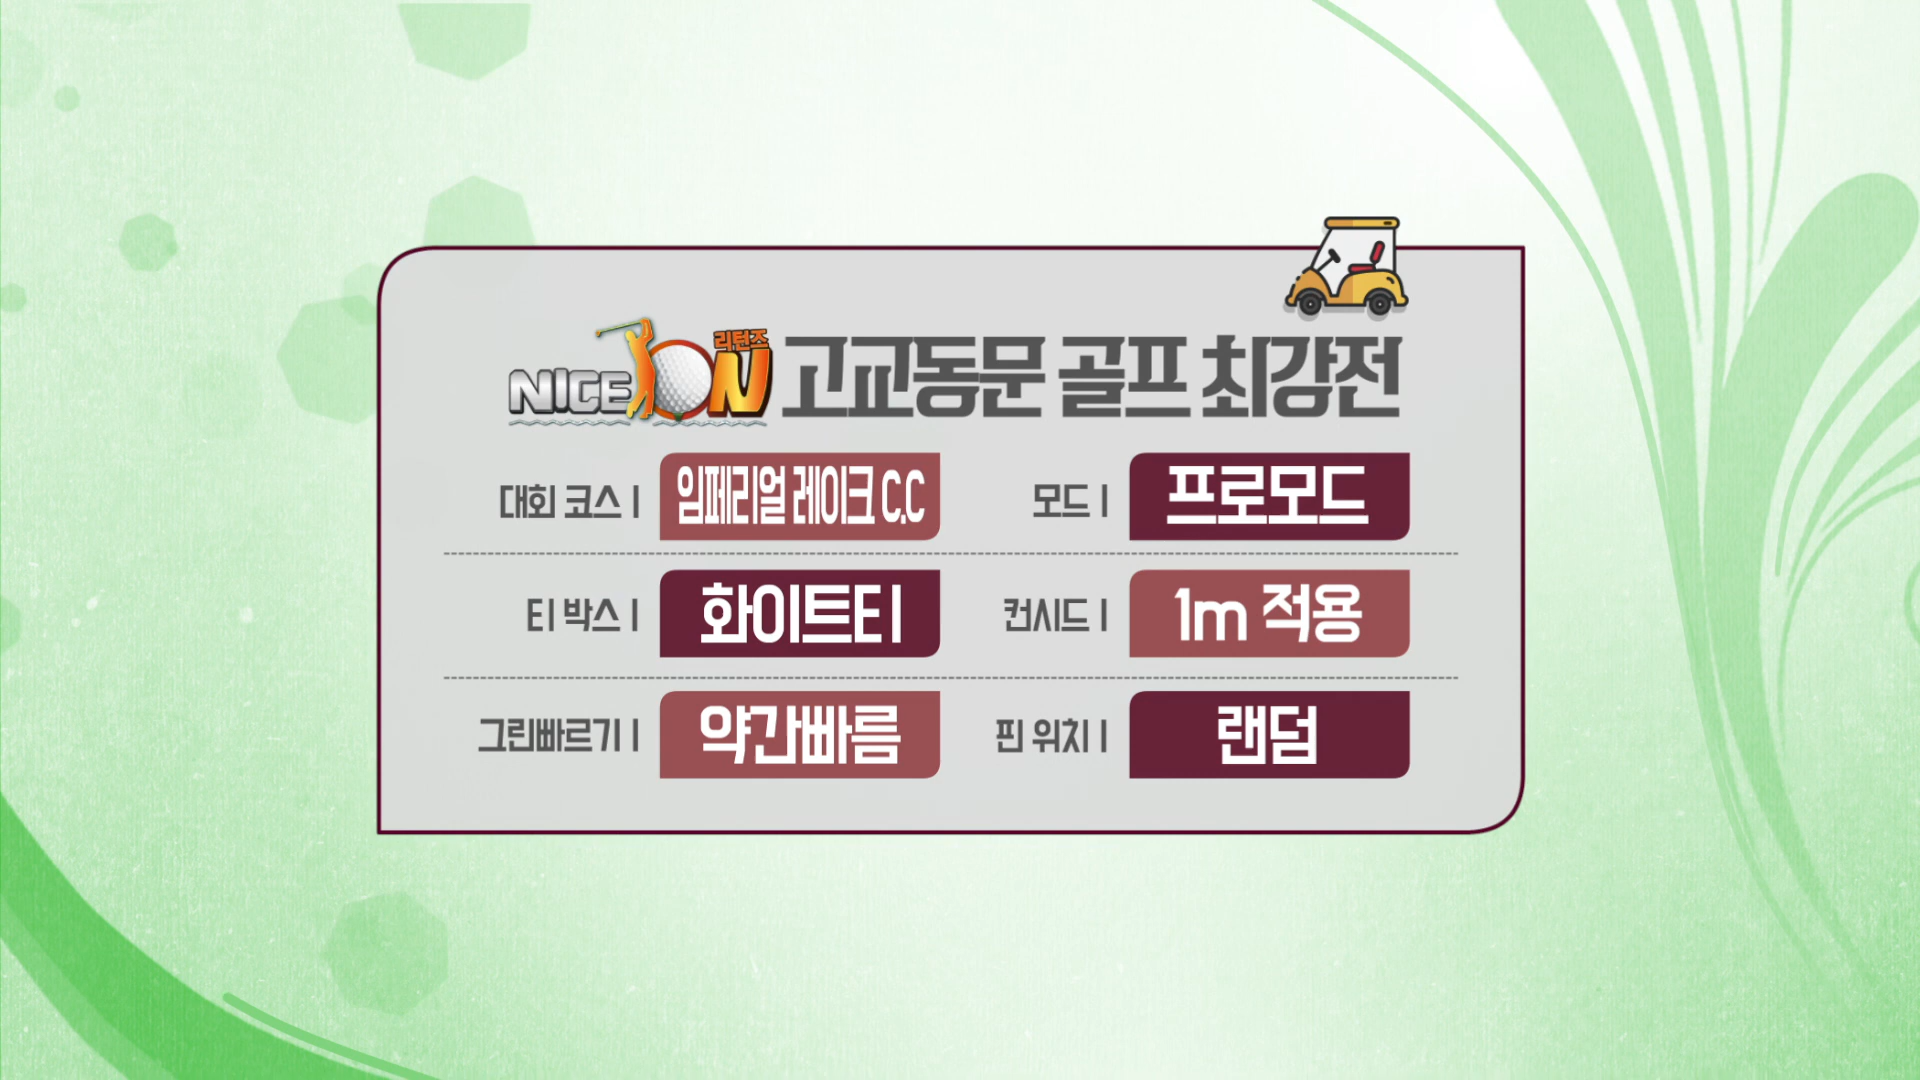 NICE ON 리턴즈 고교동문 골프 최강전
대회 코스 | 임페리얼 레이크 C.C 모드 | 프로모드
티 박스 | 화이트티 컨시드 | 1m 적용
그린빠르기 | 약간빠름 핀 위치 | 랜덤